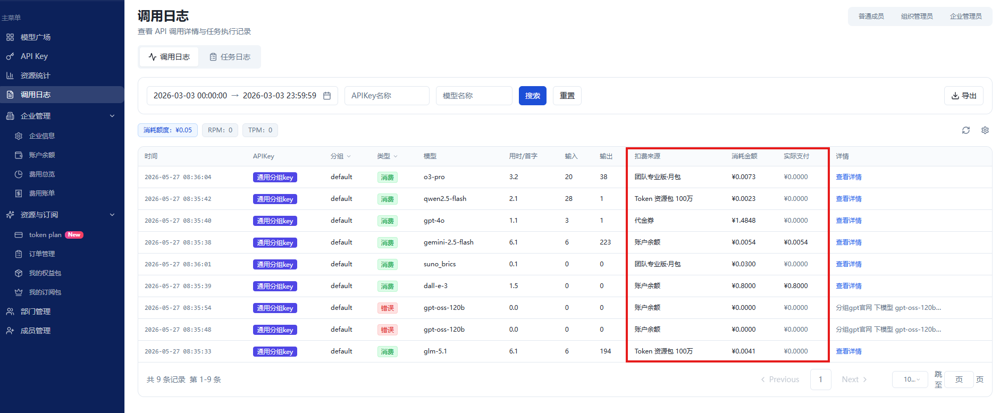 主菜单
模型广场
API Key
资源统计
调用日志
企业管理
企业信息
账户余额
费用总览
费用账单
资源与订阅
token plan New
订单管理
我的权益包
我的订阅包
部门管理
成员管理
调用日志
查看 API 调用详情与任务执行记录
普通成员 组织管理员 企业管理员
调用日志 任务日志
2026-03-03 00:00:00 → 2026-03-03 23:59:59 APIKey名称 模型名称 搜索 重置 导出
消耗额度：¥0.05 RPM：0 TPM：0
时间 APIKey 分组 类型 模型 用时/首字 输入 输出 扣费来源 消耗金额 实际支付 详情
2026-05-27 08:36:04 通用分组key default 消费 o3-pro 3.2 20 38 团队专业版·月包 ¥0.0073 ¥0.0000 查看详情
2026-05-27 08:35:42 通用分组key default 消费 qwen2.5-flash 2.1 28 1 Token 资源包 100万 ¥0.0023 ¥0.0000 查看详情
2026-05-27 08:35:40 通用分组key default 消费 gpt-4o 1.1 3 1 代金券 ¥1.4848 ¥0.0000 查看详情
2026-05-27 08:35:38 通用分组key default 消费 gemini-2.5-flash 6.1 6 223 账户余额 ¥0.0054 ¥0.0054 查看详情
2026-05-27 08:36:01 通用分组key default 消费 suno_brics 0.1 0 0 团队专业版·月包 ¥0.0300 ¥0.0000 查看详情
2026-05-27 08:35:39 通用分组key default 消费 dall-e-3 1.5 0 0 账户余额 ¥0.8000 ¥0.8000 查看详情
2026-05-27 08:35:54 通用分组key default 错误 gpt-oss-120b 0.0 0 0 账户余额 ¥0.0000 ¥0.0000 分组gpt官网 下模型 gpt-oss-120b...
2026-05-27 08:35:48 通用分组key default 错误 gpt-oss-120b 0.0 0 0 账户余额 ¥0.0000 ¥0.0000 分组gpt官网 下模型 gpt-oss-120b...
2026-05-27 08:35:33 通用分组key default 消费 glm-5.1 6.1 6 194 Token 资源包 100万 ¥0.0041 ¥0.0000 查看详情
共 9 条记录 第 1-9 条 Previous 1 Next 10... 跳至 页 页